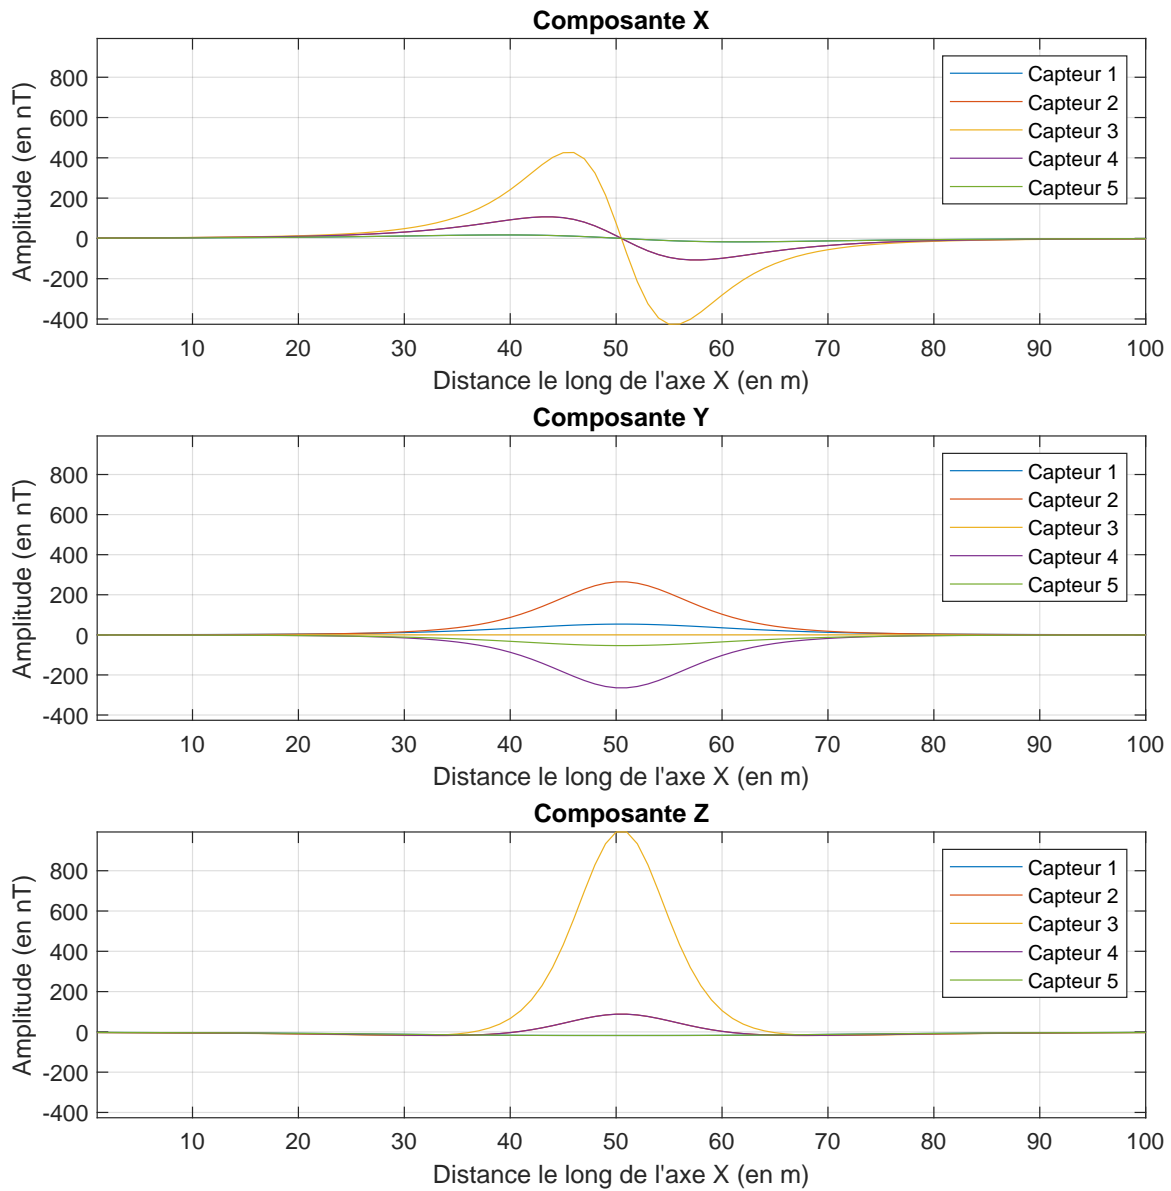 Composante X
Amplitude (en nT)
800
600
400
200
0
-200
-400
Capteur 1
Capteur 2
Capteur 3
Capteur 4
Capteur 5
10 20 30 40 50 60 70 80 90 100
Distance le long de l'axe X (en m)
Composante Y
Amplitude (en nT)
800
600
400
200
0
-200
-400
Capteur 1
Capteur 2
Capteur 3
Capteur 4
Capteur 5
10 20 30 40 50 60 70 80 90 100
Distance le long de l'axe X (en m)
Composante Z
Amplitude (en nT)
800
600
400
200
0
-200
-400
Capteur 1
Capteur 2
Capteur 3
Capteur 4
Capteur 5
10 20 30 40 50 60 70 80 90 100
Distance le long de l'axe X (en m)